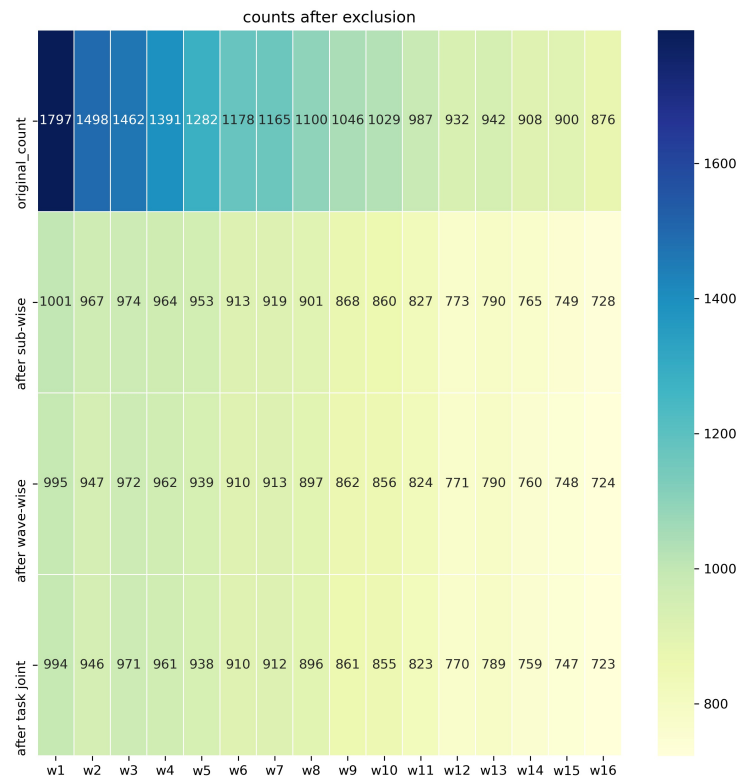 counts after exclusion
original_count
1797 1498 1462 1391 1282 1178 1165 1100 1046 1029 987 932 942 908 900 876
after sub-wise
1001 967 974 964 953 913 919 901 868 860 827 773 790 765 749 728
after wave-wise
995 947 972 962 939 910 913 897 862 856 824 771 790 760 748 724
after task joint
994 946 971 961 938 910 912 896 861 855 823 770 789 759 747 723
w1 w2 w3 w4 w5 w6 w7 w8 w9 w10 w11 w12 w13 w14 w15 w16
1600
1400
1200
1000
800